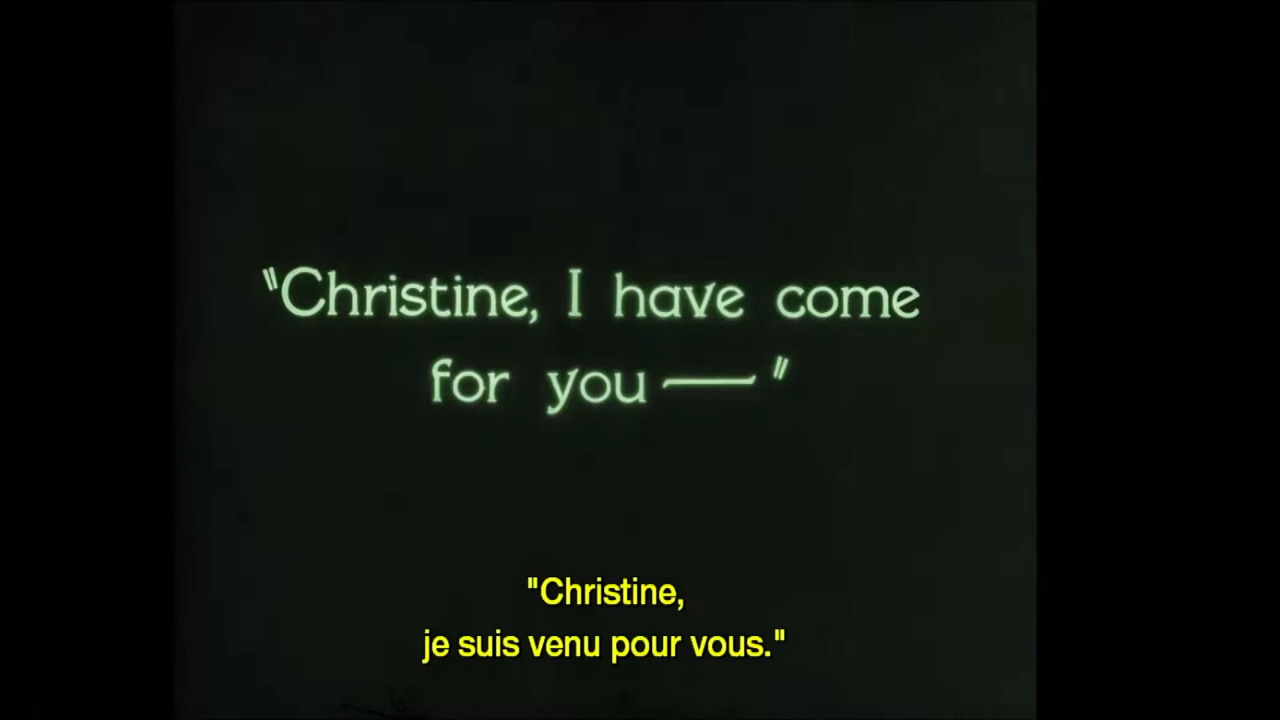 "Christine, I have come
for you—"
"Christine,
je suis venu pour vous."